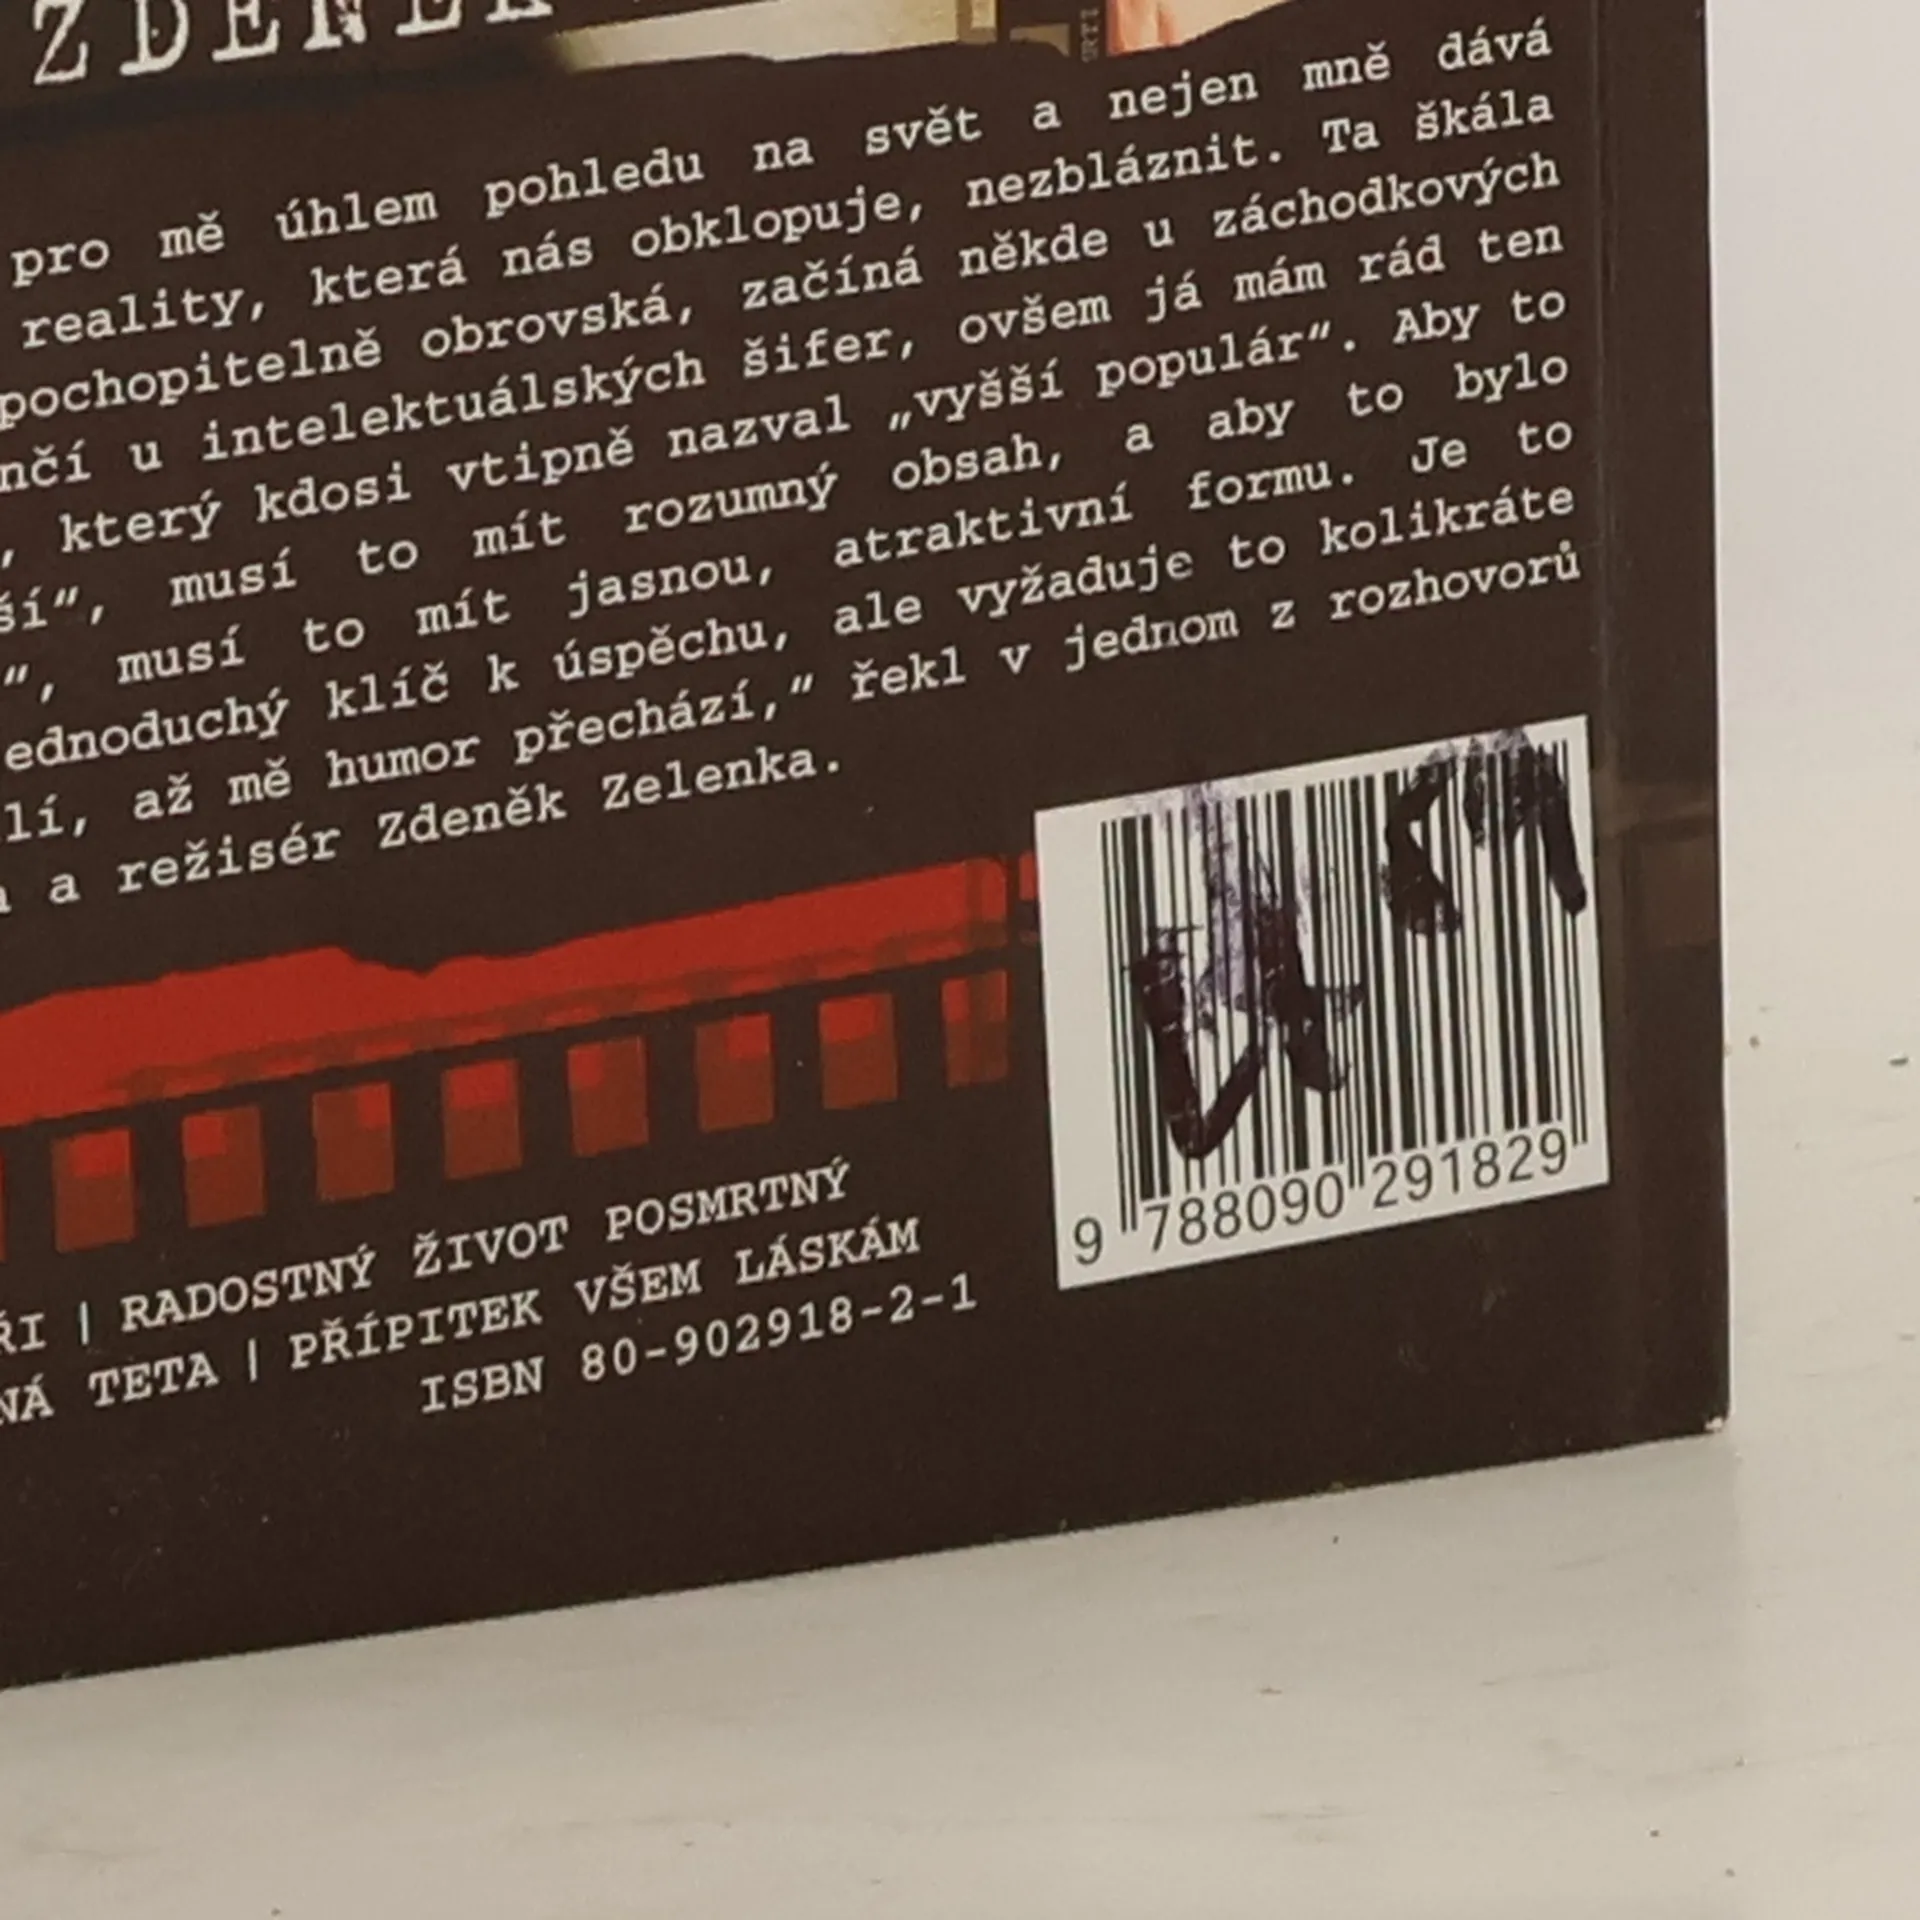 ZDENĚK
pro mě úhlem pohledu na svět a nejen mně dává
reality, která nás obklopuje, nezbláznit. Ta škála
pochopitelně obrovská, začíná někde u záchodkových
nčí u intelektuálských šifer, ovšem já mám rád ten
, který kdosi vtipně nazval „vyšší populár“. Aby to
ší“, musí to mít rozumný obsah, a aby to bylo
“, musí to mít jasnou, atraktivní formu. Je to
ednoduchý klíč k úspěchu, ale vyžaduje to kolikráte
lí, až mě humor přechází,“ řekl v jednom z rozhovorů
a režisér Zdeněk Zelenka.
ŘI | RADOSTNÝ ŽIVOT POSMRTNÝ
NÁ TETA | PŘÍPITEK VŠEM LÁSKÁM
ISBN 80-902918-2-1
9 788090 291829